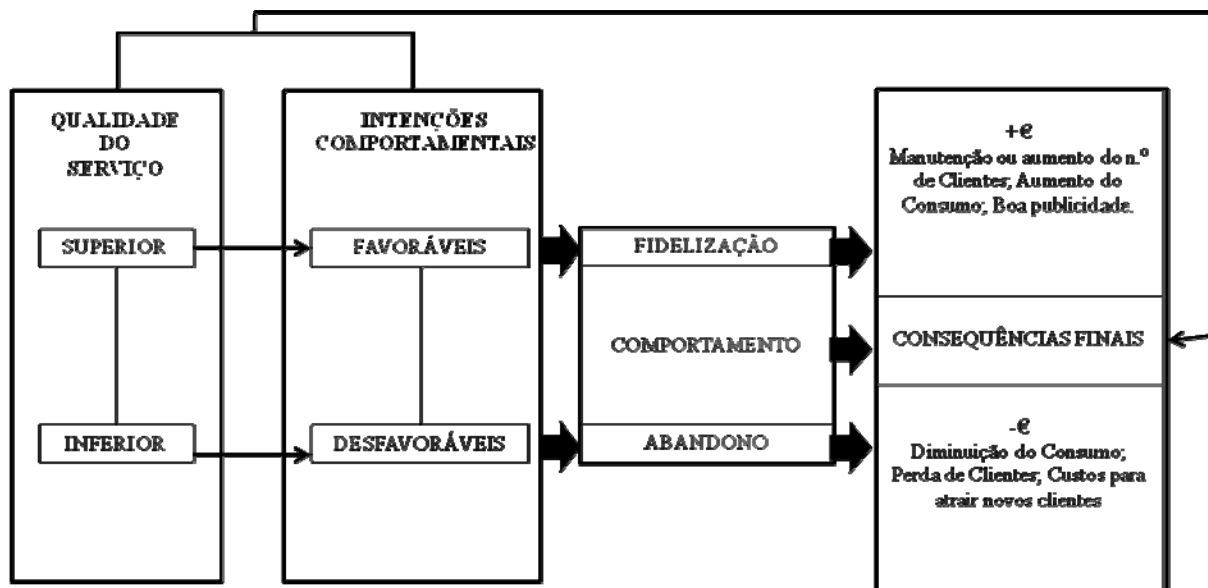 QUALIDADE
DO
SERVIÇO
SUPERIOR
INFERIOR
INTENÇÕES
COMPORTAMENTAIS
FAVORÁVEIS
DESFAVORÁVEIS
FIDELIZAÇÃO
COMPORTAMENTO
ABANDONO
+€
Manutenção ou aumento do n.º
de Clientes; Aumento do
Consumo; Boa publicidade.
CONSEQUÊNCIAS FINAIS
-€
Diminuição do Consumo;
Perda de Clientes; Custos para
atrair novos clientes